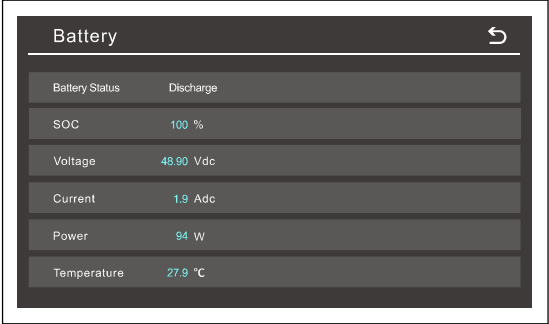 Battery
Battery Status Discharge
SOC 100 %
Voltage 48.90 Vdc
Current 1.9 Adc
Power 94 W
Temperature 27.9 ℃